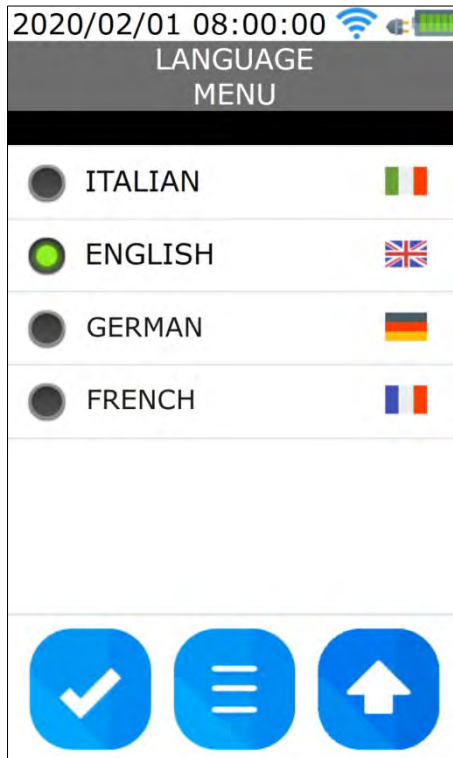 2020/02/01 08:00:00
LANGUAGE
MENU
ITALIAN
ENGLISH
GERMAN
FRENCH